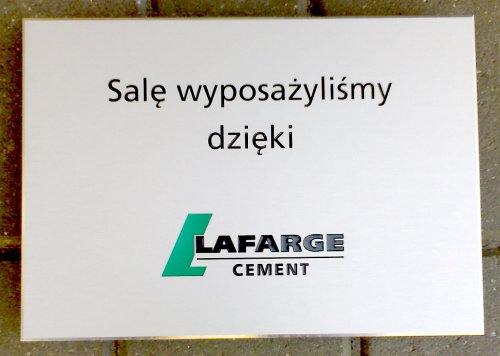 Salę wyposażyliśmy
dzięki
LAFARGE
CEMENT